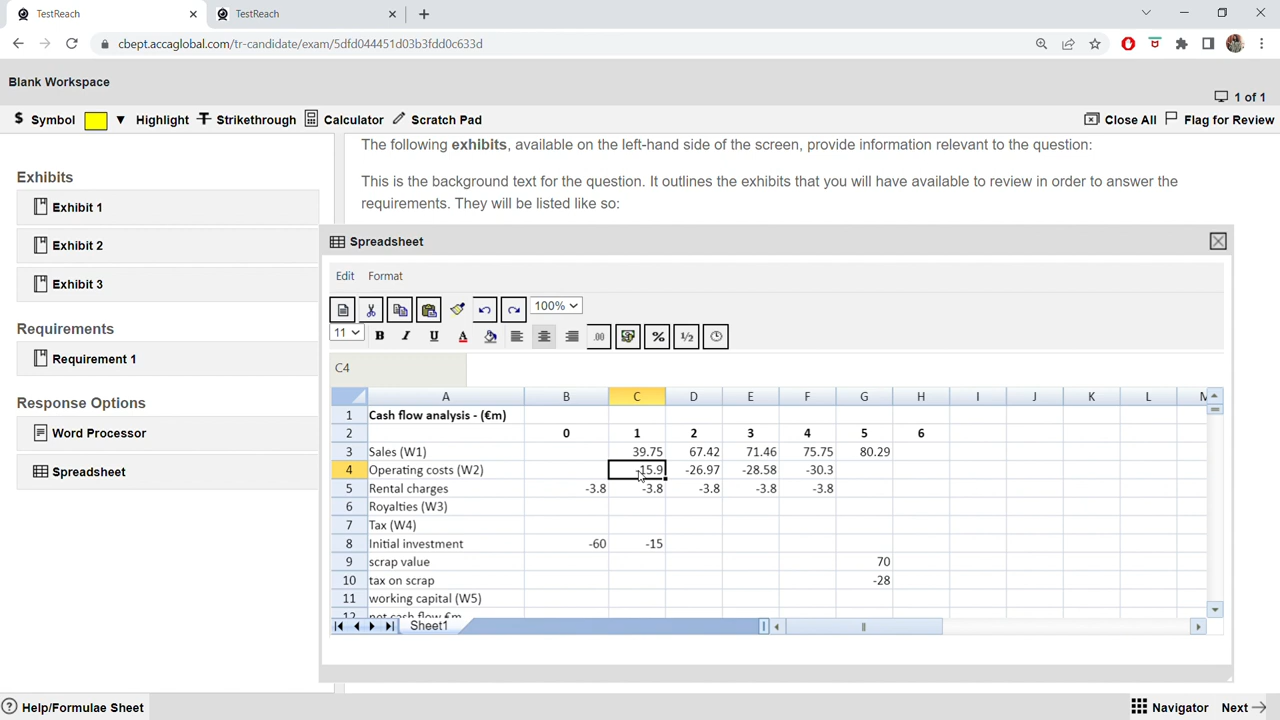 TestReach
TestReach
cbept.accaglobal.com/tr-candidate/exam/5dfd044451d03b3fdd0c633d
Blank Workspace
1 of 1
$ Symbol Highlight Strikethrough Calculator Scratch Pad Close All Flag for Review
The following exhibits, available on the left-hand side of the screen, provide information relevant to the question:
This is the background text for the question. It outlines the exhibits that you will have available to review in order to answer the
requirements. They will be listed like so:
Exhibits
Exhibit 1
Exhibit 2
Exhibit 3
Requirements
Requirement 1
Response Options
Word Processor
Spreadsheet
Spreadsheet
Edit Format
100%
11 B I U A .00 % 1/2
C4
A B C D E F G H I J K L M
1 Cash flow analysis - (€m)
2 0 1 2 3 4 5 6
3 Sales (W1) 39.75 67.42 71.46 75.75 80.29
4 Operating costs (W2) -15.9 -26.97 -28.58 -30.3
5 Rental charges -3.8 -3.8 -3.8 -3.8 -3.8
6 Royalties (W3)
7 Tax (W4)
8 Initial investment -60 -15
9 scrap value 70
10 tax on scrap -28
11 working capital (W5)
12 net cash flow €m
Sheet1
Help/Formulae Sheet
Navigator Next